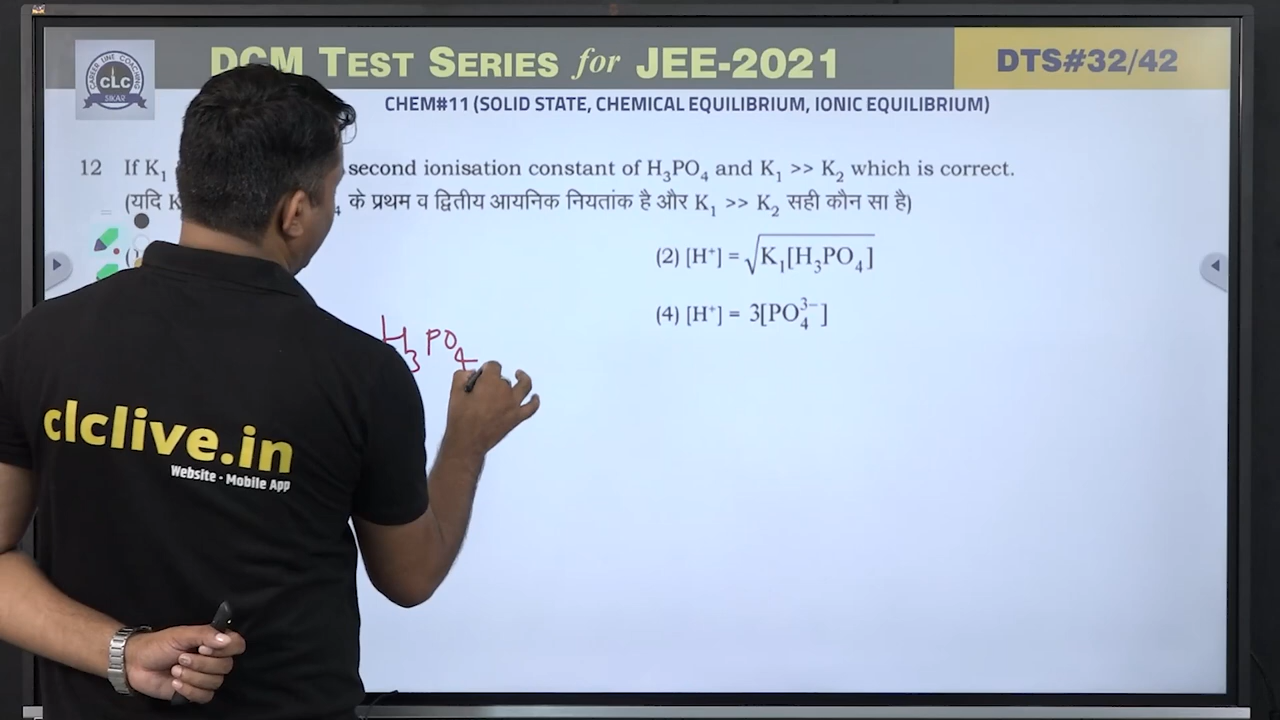 DCM TEST SERIES for JEE-2021
DTS#32/42
CAREER LINE COACHING
CLC
SIKAR
CHEM#11 (SOLID STATE, CHEMICAL EQUILIBRIUM, IONIC EQUILIBRIUM)
12 If K₁ second ionisation constant of H₃PO₄ and K₁ >> K₂ which is correct.
(यदि ₄ के प्रथम व द्वितीय आयनिक नियतांक है और K₁ >> K₂ सही कौन सा है)
(2) [H⁺] = √K₁[H₃PO₄]
(4) [H⁺] = 3[PO₄³⁻]
H₃PO₄
clclive.in
Website · Mobile App